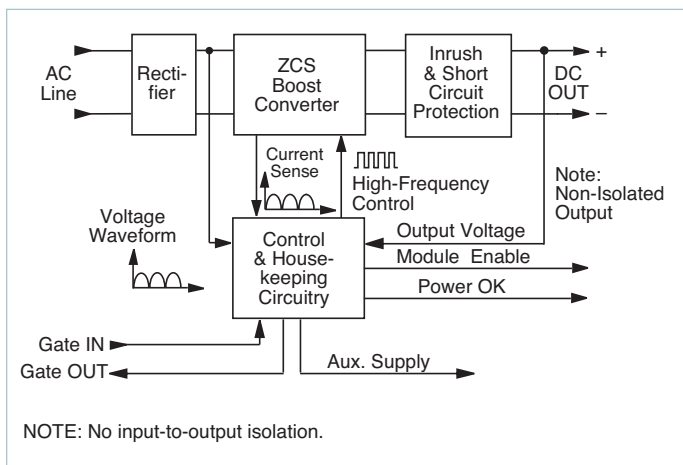 AC
Line
Recti-
fier
ZCS
Boost
Converter
Inrush
& Short
Circuit
Protection
+
DC
OUT
–
Current
Sense
High-Frequency
Control
Note:
Non-Isolated
Output
Voltage
Waveform
Control
& House-
keeping
Circuitry
Output Voltage
Module Enable
Power OK
Gate IN
Gate OUT
Aux. Supply
NOTE: No input-to-output isolation.